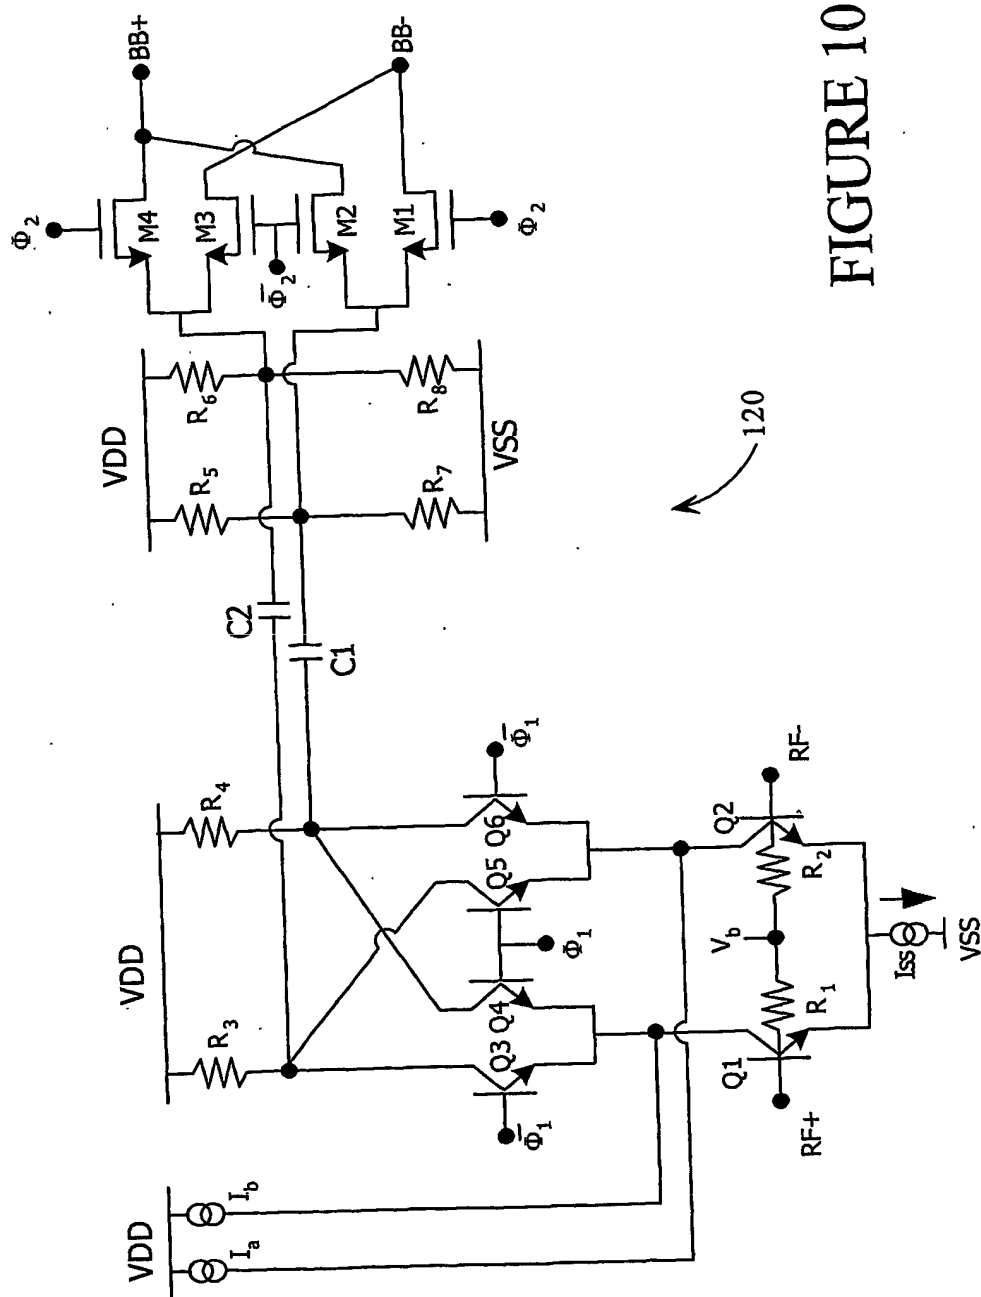 BB+
BB-
Φ2
M4
M3
Φ̄2
M2
M1
Φ2
VDD
R6
R8
R5
R7
VSS
C2
C1
120
VDD
R4
R3
Φ̄1
Q6
Q5
Φ1
Q4
Q3
Φ̄1
RF-
Q2
R2
Vb
R1
Q1
RF+
Iss
VSS
VDD
Ib
Ia
FIGURE 10